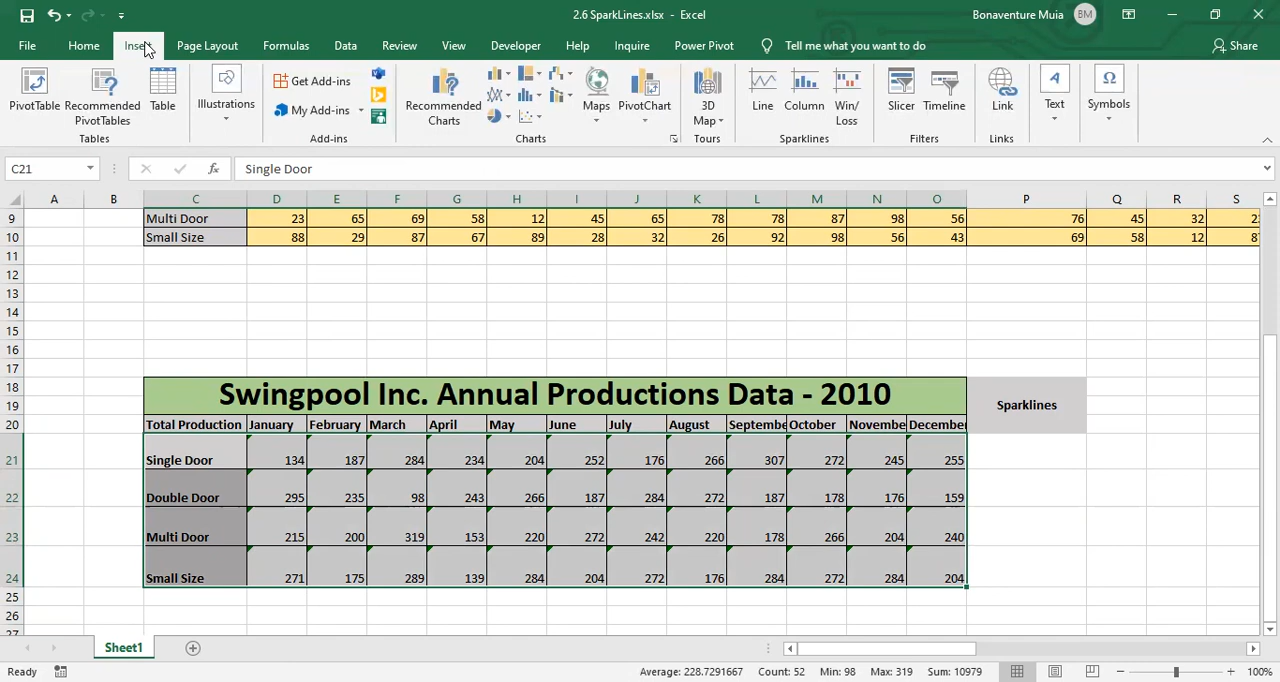 2.6 SparkLines.xlsx - Excel
Bonaventure Muia BM
File Home Insert Page Layout Formulas Data Review View Developer Help Inquire Power Pivot Tell me what you want to do Share
PivotTable Recommended PivotTables Table Illustrations Get Add-ins My Add-ins Recommended Charts Maps PivotChart 3D Map Line Column Win/Loss Slicer Timeline Link Text Symbols
Tables Add-ins Charts Tours Sparklines Filters Links
C21 fx Single Door
A B C D E F G H I J K L M N O P Q R S
9 Multi Door 23 65 69 58 12 45 65 78 78 87 98 56 76 45 32
10 Small Size 88 29 87 67 89 28 32 26 92 98 56 43 69 58 12
11
12
13
14
15
16
17
18 Swingpool Inc. Annual Productions Data - 2010 Sparklines
19
20 Total Production January February March April May June July August Septembe October Novembe December
21 Single Door 134 187 284 234 204 252 176 266 307 272 245 255
22 Double Door 295 235 98 243 266 187 284 272 187 178 176 159
23 Multi Door 215 200 319 153 220 272 242 220 178 266 204 240
24 Small Size 271 175 289 139 284 204 272 176 284 272 284 204
25
26
27
Sheet1
Ready Average: 228.7291667 Count: 52 Min: 98 Max: 319 Sum: 10979 100%